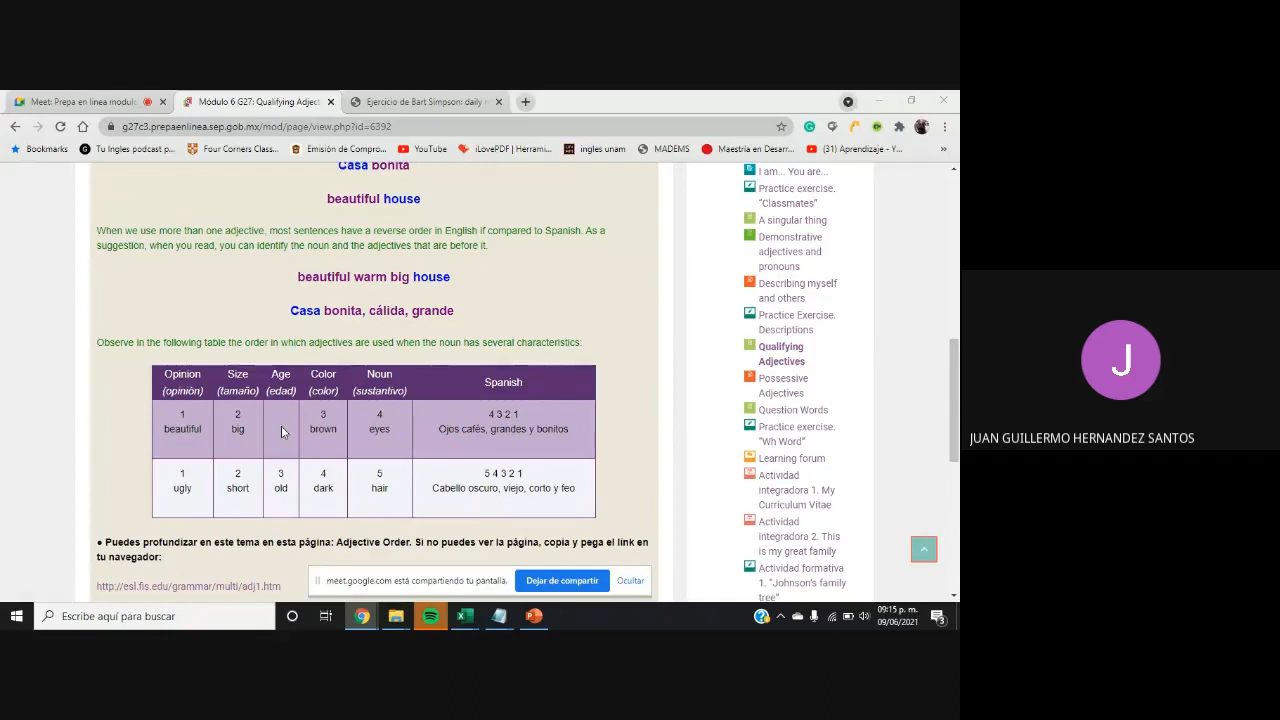 Meet: Prepa en linea modulo
Módulo 6 G27: Qualifying Adject
Ejercicio de Bart Simpson: daily r
g27c3.prepaenlinea.sep.gob.mx/mod/page/view.php?id=6392
Bookmarks
Tu Ingles podcast p...
Four Corners Class...
Emisión de Compro...
YouTube
iLovePDF | Herrami...
ingles unam
MADEMS
Maestría en Desarr...
(31) Aprendizaje - Y...
»
Casa bonita
beautiful house
When we use more than one adjective, most sentences have a reverse order in English if compared to Spanish. As a
suggestion, when you read, you can identify the noun and the adjectives that are before it.
beautiful warm big house
Casa bonita, cálida, grande
Observe in the following table the order in which adjectives are used when the noun has several characteristics:
Opinion Size Age Color Noun Spanish
(opinión) (tamaño) (edad) (color) (sustantivo)
1 2 3 4 4 3 2 1
beautiful big brown eyes Ojos cafés, grandes y bonitos
1 2 3 4 5 5 4 3 2 1
ugly short old dark hair Cabello oscuro, viejo, corto y feo
● Puedes profundizar en este tema en esta página: Adjective Order. Si no puedes ver la página, copia y pega el link en
tu navegador:
http://esl.fis.edu/grammar/multi/adj1.htm
I am... You are...
Practice exercise.
"Classmates"
A singular thing
Demonstrative
adjectives and
pronouns
Describing myself
and others
Practice Exercise.
Descriptions
Qualifying
Adjectives
Possessive
Adjectives
Question Words
Practice exercise.
"Wh Word"
Learning forum
Actividad
integradora 1. My
Curriculum Vitae
Actividad
integradora 2. This
is my great family
Actividad formativa
1. "Johnson's family
tree"
meet.google.com está compartiendo tu pantalla.
Dejar de compartir
Ocultar
Escribe aquí para buscar
09:15 p. m.
09/06/2021
3
J
JUAN GUILLERMO HERNANDEZ SANTOS